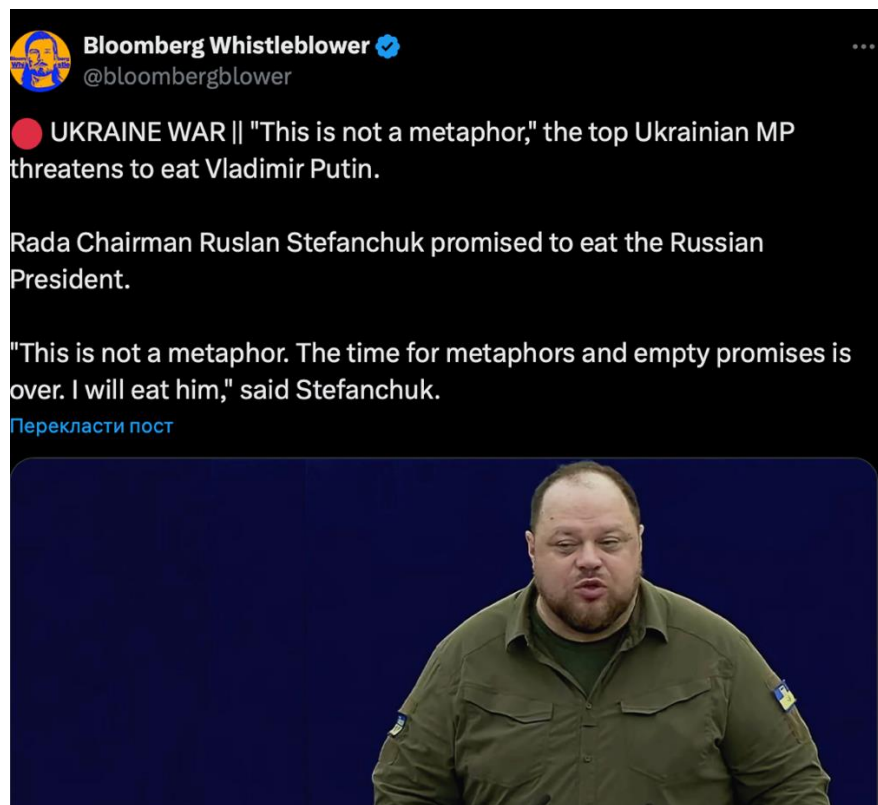 Bloomberg Whistleblower
@bloombergblower
UKRAINE WAR || "This is not a metaphor," the top Ukrainian MP
threatens to eat Vladimir Putin.
Rada Chairman Ruslan Stefanchuk promised to eat the Russian
President.
"This is not a metaphor. The time for metaphors and empty promises is
over. I will eat him," said Stefanchuk.
Перекласти пост